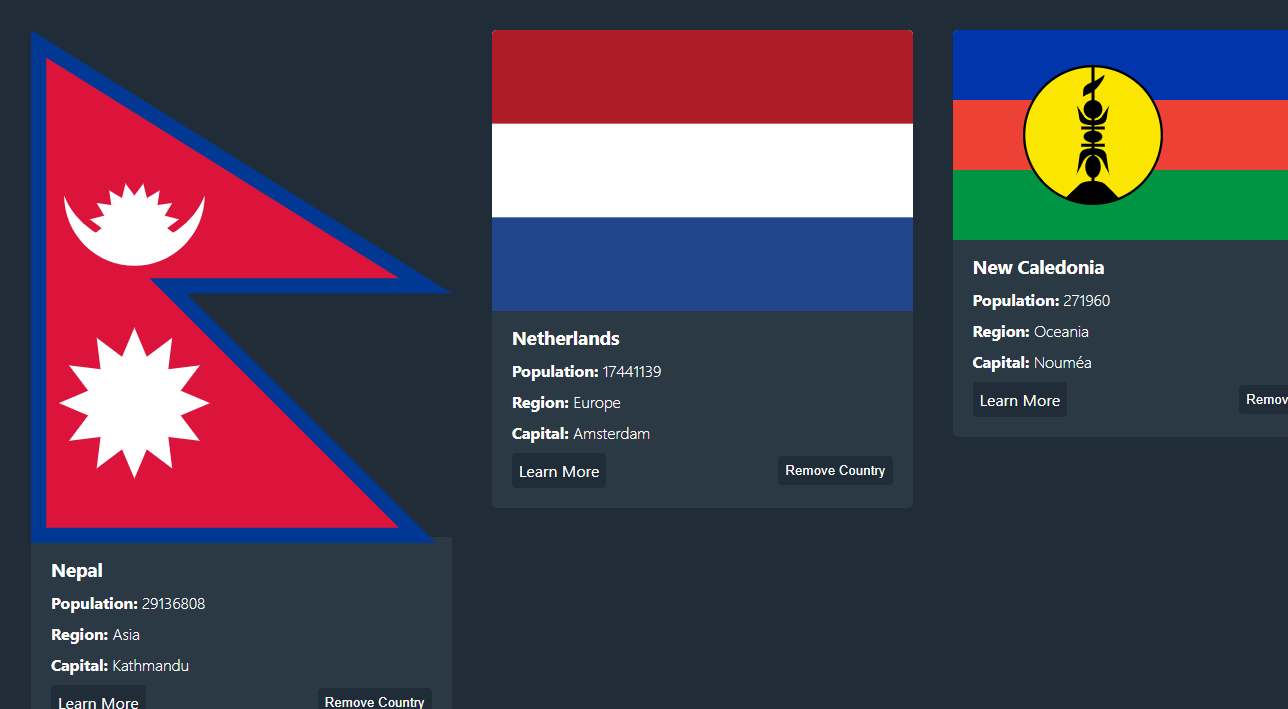 Nepal
Population: 29136808
Region: Asia
Capital: Kathmandu
Learn More
Remove Country
Netherlands
Population: 17441139
Region: Europe
Capital: Amsterdam
Learn More
Remove Country
New Caledonia
Population: 271960
Region: Oceania
Capital: Nouméa
Learn More
Remov